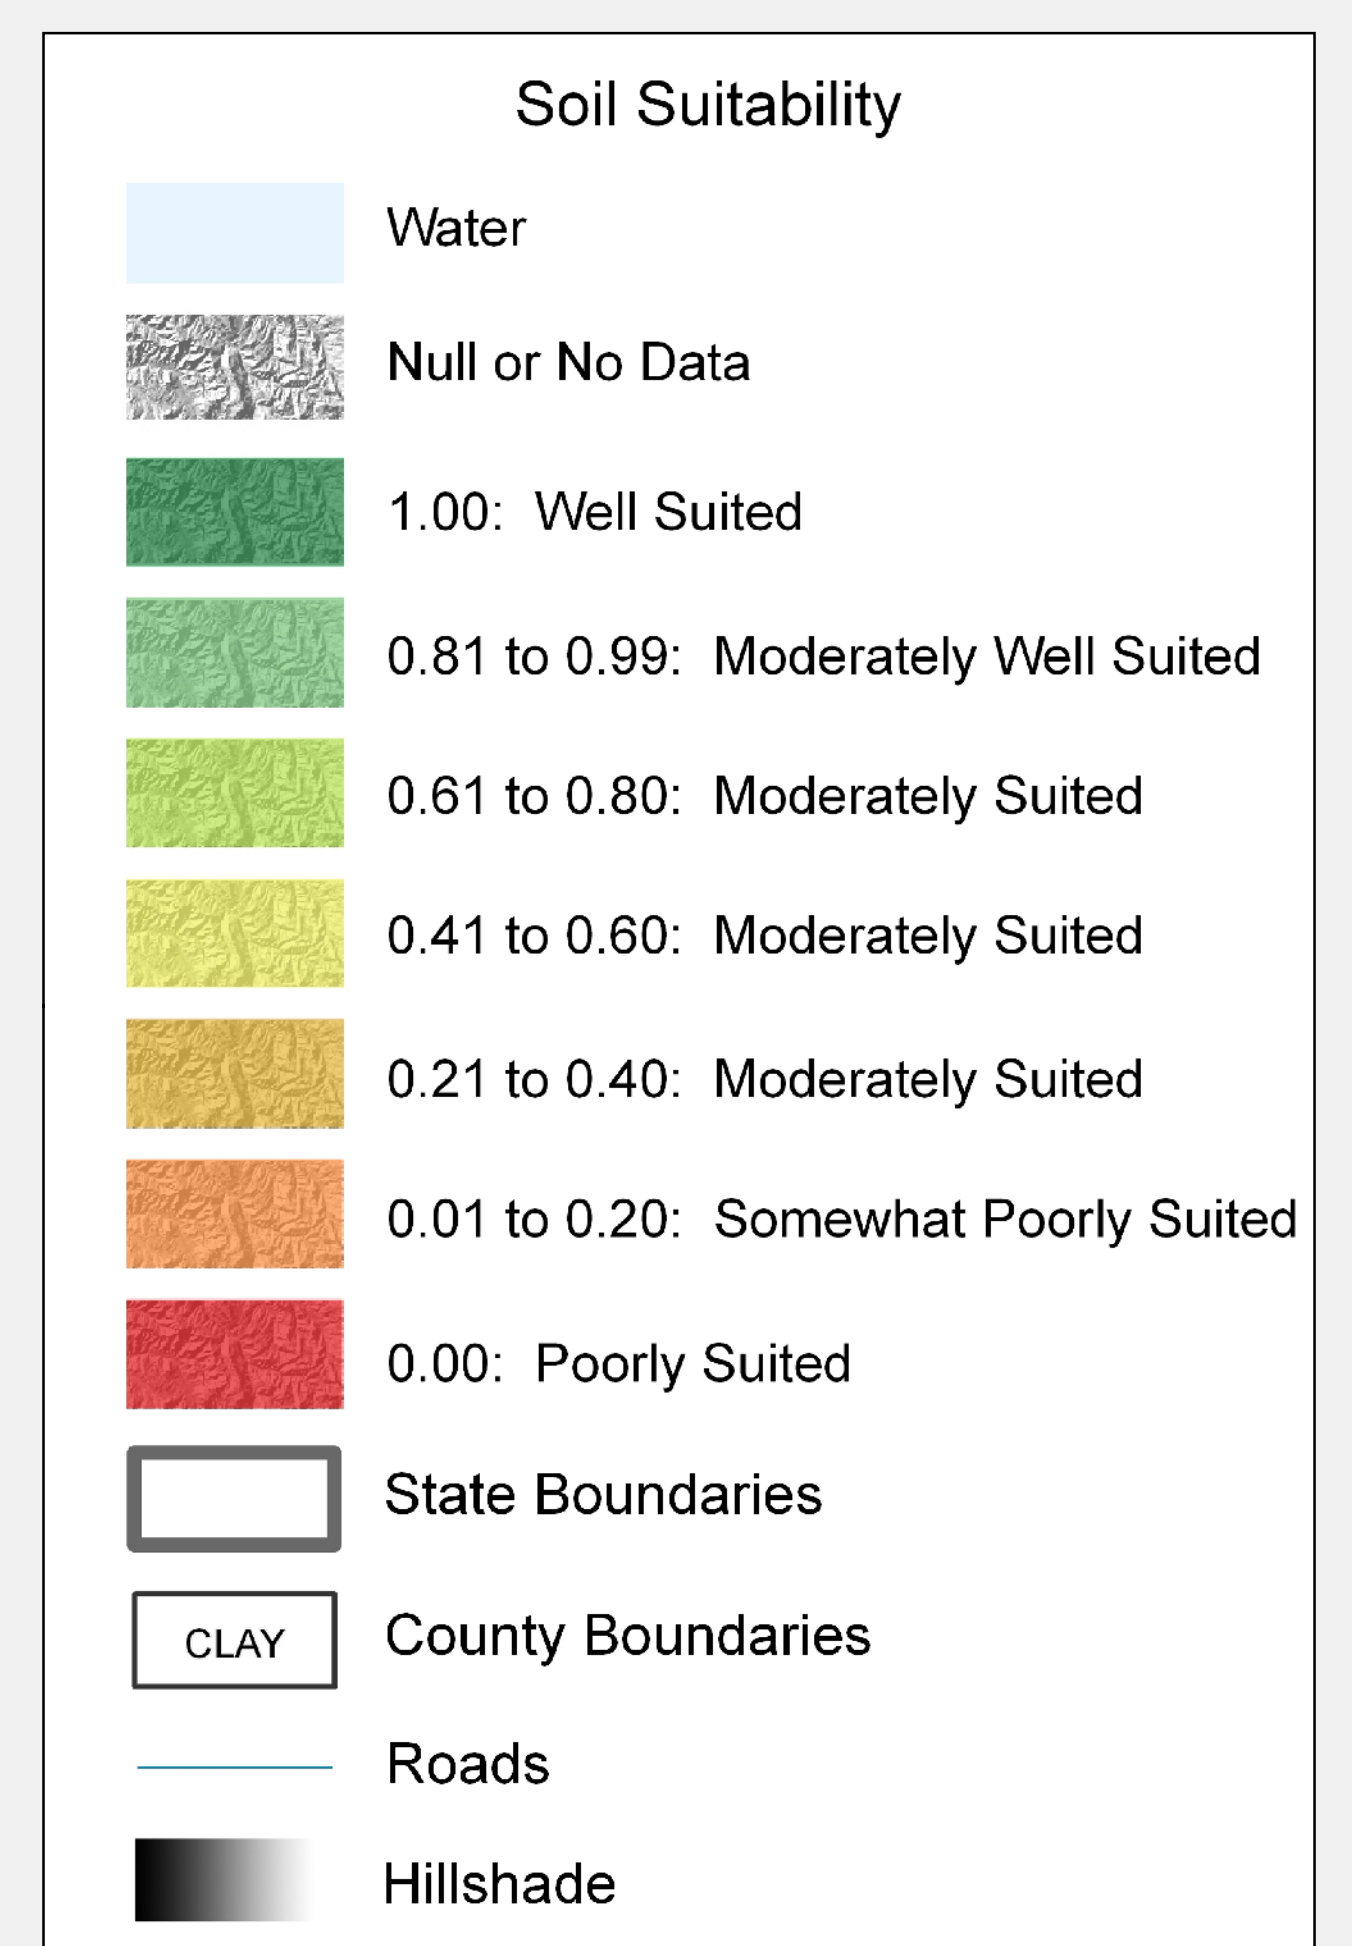 Soil Suitability
Water
Null or No Data
1.00:  Well Suited
0.81 to 0.99:  Moderately Well Suited
0.61 to 0.80:  Moderately Suited
0.41 to 0.60:  Moderately Suited
0.21 to 0.40:  Moderately Suited
0.01 to 0.20:  Somewhat Poorly Suited
0.00:  Poorly Suited
State Boundaries
CLAY County Boundaries
Roads
Hillshade